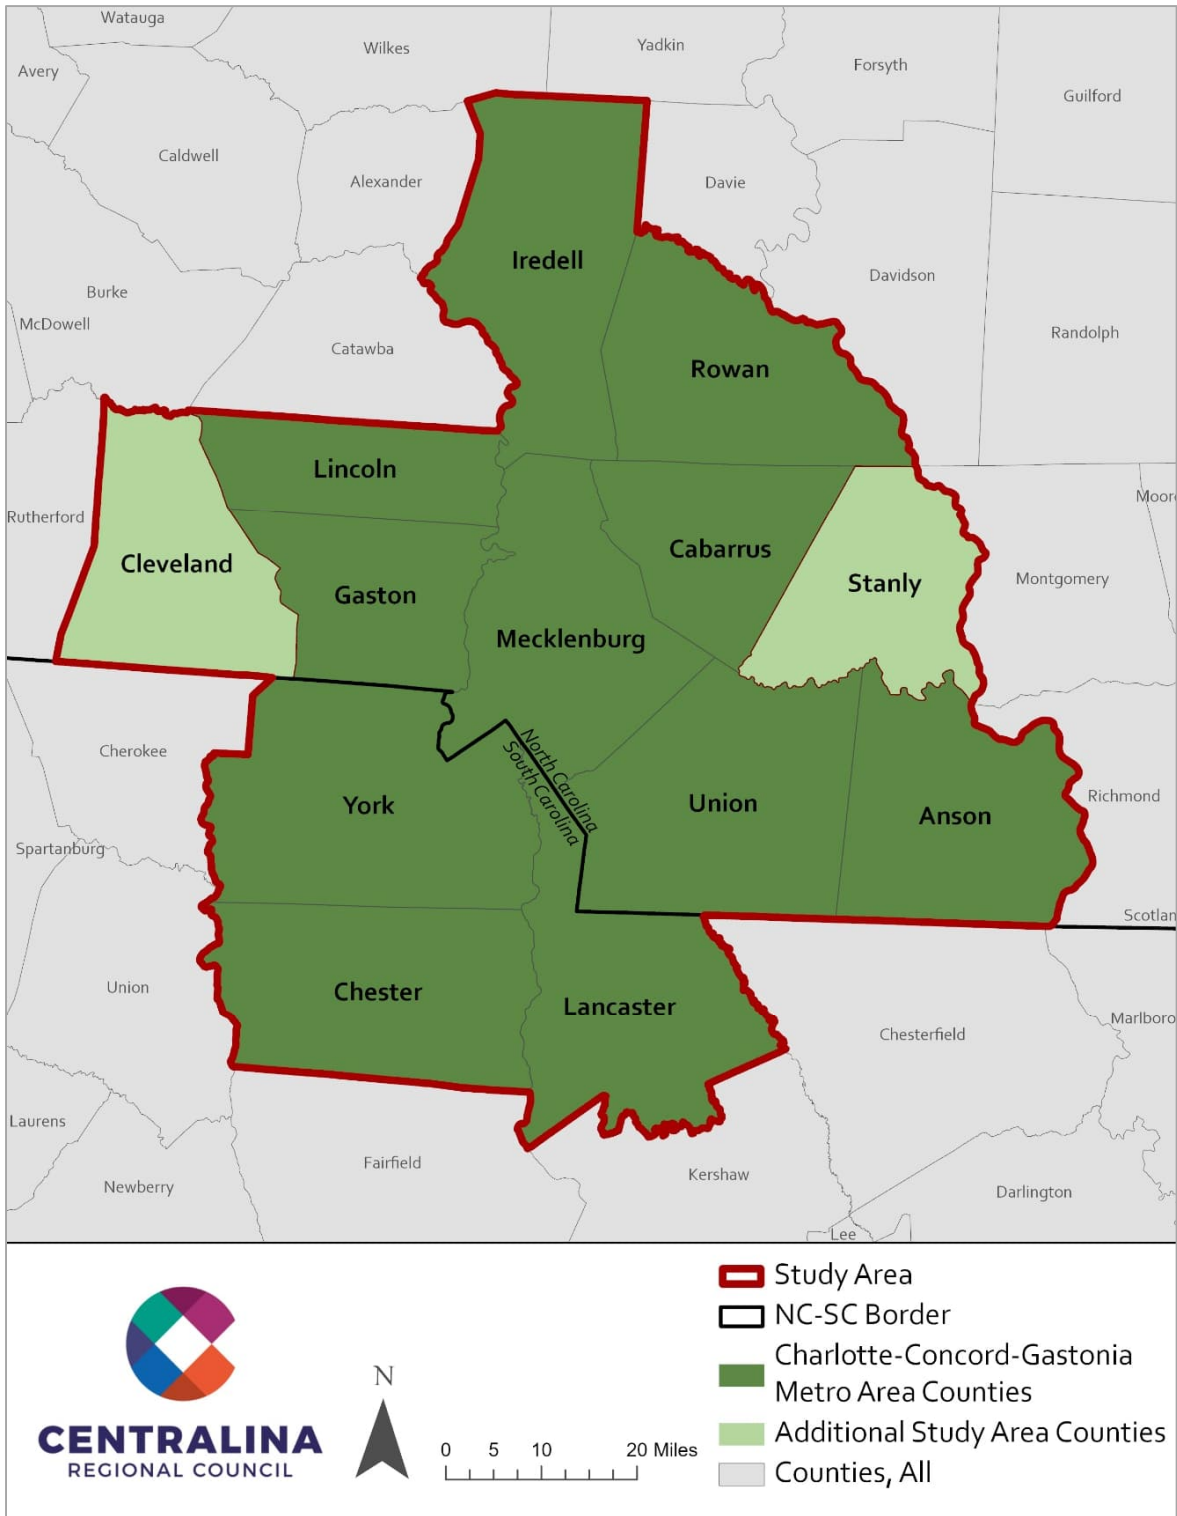 Watauga
Wilkes
Yadkin
Forsyth
Avery
Guilford
Caldwell
Alexander
Davie
Iredell
Davidson
Burke
McDowell
Randolph
Catawba
Rowan
Lincoln
Moore
Rutherford
Cabarrus
Cleveland
Stanly
Montgomery
Gaston
Mecklenburg
Cherokee
North Carolina
South Carolina
York
Union
Anson
Richmond
Spartanburg
Scotlan
Union
Chester
Lancaster
Marlboro
Chesterfield
Laurens
Fairfield
Kershaw
Newberry
Darlington
Lee
Study Area
NC-SC Border
Charlotte-Concord-Gastonia
Metro Area Counties
Additional Study Area Counties
Counties, All
N
CENTRALINA
REGIONAL COUNCIL
0 5 10 20 Miles